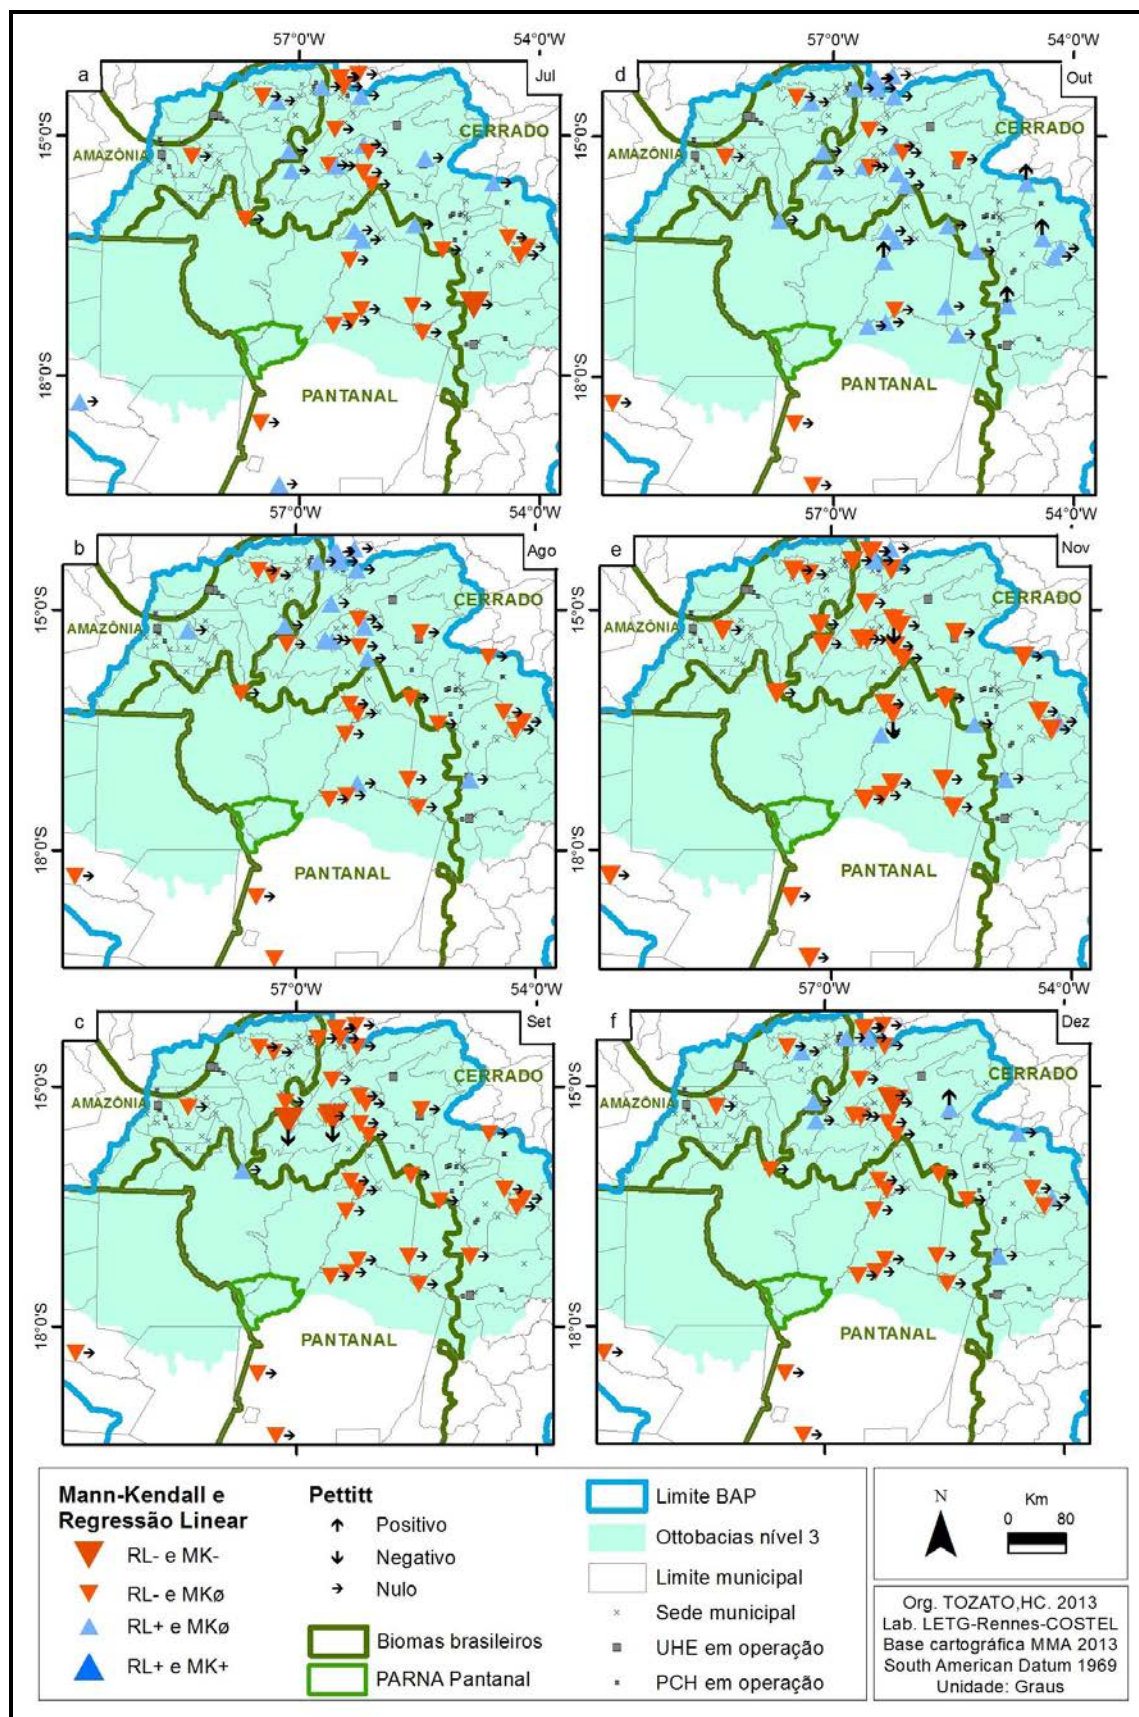 57°0'W
54°0'W
a
Jul
15°0'S
CERRADO
AMAZÔNIA
18°0'S
PANTANAL
57°0'W
54°0'W
d
Out
15°0'S
CERRADO
AMAZÔNIA
18°0'S
PANTANAL
57°0'W
54°0'W
b
Ago
15°0'S
CERRADO
AMAZÔNIA
18°0'S
PANTANAL
57°0'W
54°0'W
e
Nov
15°0'S
CERRADO
AMAZÔNIA
18°0'S
PANTANAL
57°0'W
54°0'W
c
Set
15°0'S
CERRADO
AMAZÔNIA
18°0'S
PANTANAL
57°0'W
54°0'W
f
Dez
15°0'S
CERRADO
AMAZÔNIA
18°0'S
PANTANAL
Mann-Kendall e
Regressão Linear
RL- e MK-
RL- e MKø
RL+ e MKø
RL+ e MK+
Pettitt
Positivo
Negativo
Nulo
Biomas brasileiros
PARNA Pantanal
Limite BAP
Ottobacias nível 3
Limite municipal
Sede municipal
UHE em operação
PCH em operação
N
Km
0 80
Org. TOZATO,HC. 2013
Lab. LETG-Rennes-COSTEL
Base cartográfica MMA 2013
South American Datum 1969
Unidade: Graus